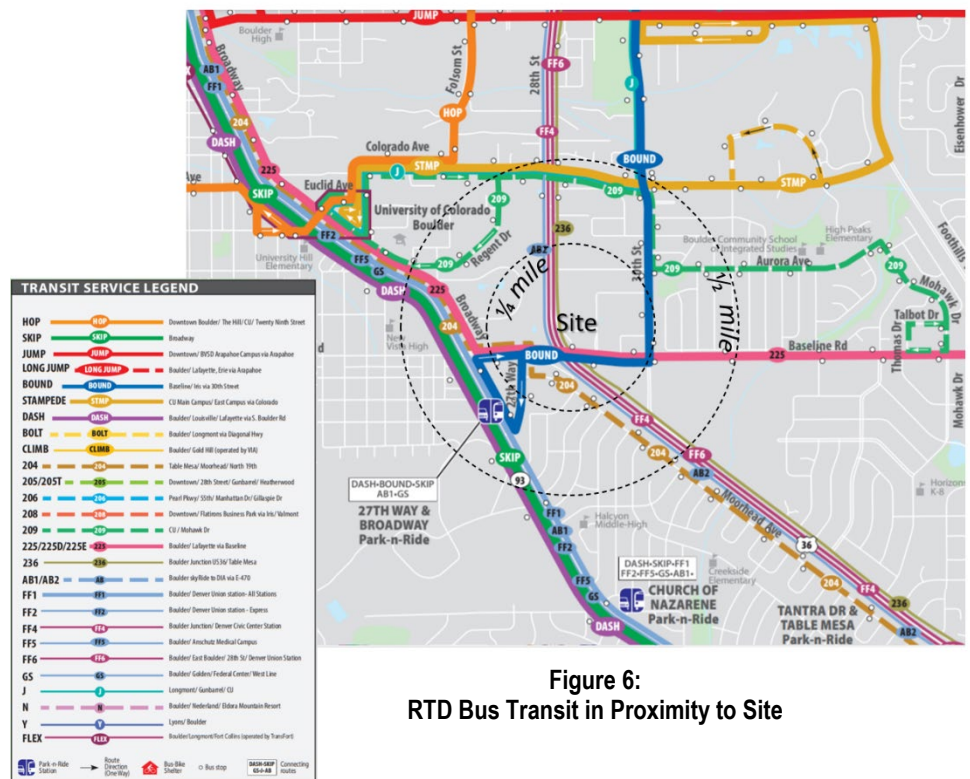 JUMP
Boulder
High
Broadway
AB1
FF1
204
DASH
225
SKIP
Folsom St
HOP
28th St
FF6
FF4
J
BOUND
Colorado Ave
STMP
J
STMP
Ave
Euclid Ave
University of Colorado
Boulder
209
Regent Dr
209
FF2
FF5
GS
DASH
University Hill
Elementary
225
204
Broadway
236
AB2
30th St
Boulder Community School
of Integrated Studies
High Peaks
Elementary
Aurora Ave
209
209
Eisenhower Dr
Foothills
Mohawk Dr
Talbot Dr
Thomas Dr
Mohawk Dr
¼ mile
½ mile
Site
BOUND
225
Baseline Rd
27th Way
204
SKIP
93
DASH•BOUND•SKIP
AB1•GS
27TH WAY &
BROADWAY
Park-n-Ride
FF1
AB1
FF2
FF5
GS
DASH
Halcyon
Middle-High
FF4
FF6
AB2
204
Moorhead Ave
36
Creekside
Elementary
204
FF4
236
AB2
Horizons
K-8
DASH•SKIP•FF1
FF2•FF5•GS•AB1•
CHURCH OF
NAZARENE
Park-n-Ride
TANTRA DR &
TABLE MESA
Park-n-Ride
TRANSIT SERVICE LEGEND
HOP HOP Downtown Boulder/ The Hill/ CU/ Twenty Ninth Street
SKIP SKIP Broadway
JUMP JUMP Downtown/ BVSD Arapahoe Campus via Arapahoe
LONG JUMP LONG JUMP Boulder/ Lafayette, Erie via Arapahoe
BOUND BOUND Baseline/ Iris via 30th Street
STAMPEDE STMP CU Main Campus/ East Campus via Colorado
DASH DASH Boulder/ Louisville/ Lafayette via S. Boulder Rd
BOLT BOLT Boulder/ Longmont via Diagonal Hwy
CLIMB CLIMB Boulder/ Gold Hill (operated by VIA)
204 204 Table Mesa/ Moorhead/ North 19th
205/205T 205 Downtown/ 28th Street/ Gunbarrel/ Heatherwood
206 206 Pearl Pkwy/ 55th/ Manhattan Dr/ Gillaspie Dr
208 208 Downtown/ Flatirons Business Park via Iris/ Valmont
209 209 CU / Mohawk Dr
225/225D/225E 225 Boulder/ Lafayette via Baseline
236 236 Boulder Junction US36/ Table Mesa
AB1/AB2 AB Boulder skyRide to DIA via E-470
FF1 FF1 Boulder/ Denver Union station- All Stations
FF2 FF2 Boulder/ Denver Union station - Express
FF4 FF4 Boulder Junction/ Denver Civic Center Station
FF5 FF5 Boulder/ Anschutz Medical Campus
FF6 FF6 Boulder/ East Boulder/ 28th St/ Denver Union Station
GS GS Boulder/ Golden/Federal Center/ West Line
J J Longmont/ Gunbarrel/ CU
N N Boulder/ Nederland/ Eldora Mountain Resort
Y Y Lyons/ Boulder
FLEX FLEX Boulder/Longmont/Fort Collins (operated by TransFort)
Park-n-Ride
Station
Route
Direction
(One Way)
Bus-Bike
Shelter
Bus stop
DASH-SKIP
GS-J-AB
Connecting
routes
Figure 6:
RTD Bus Transit in Proximity to Site